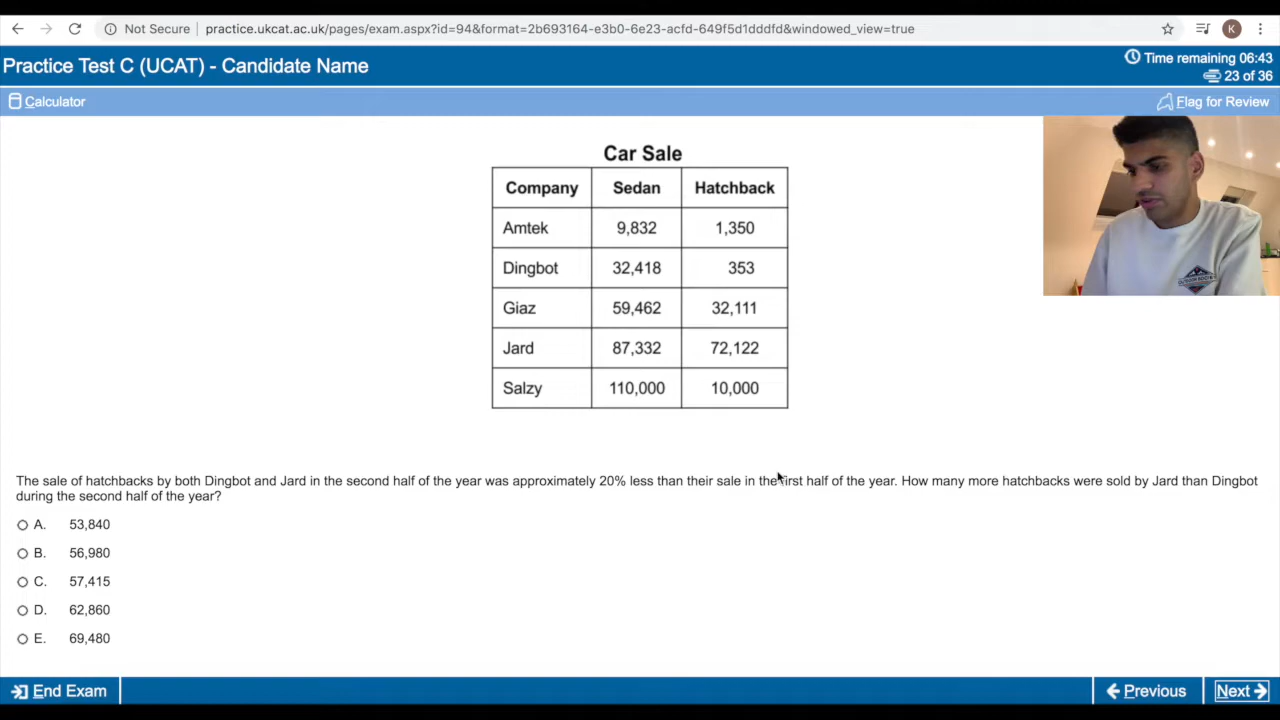 Not Secure practice.ukcat.ac.uk/pages/exam.aspx?id=94&format=2b693164-e3b0-6e23-acfd-649f5d1dddfd&windowed_view=true K
Practice Test C (UCAT) - Candidate Name
Time remaining 06:43
23 of 36
Calculator
Flag for Review
Car Sale
Company Sedan Hatchback
Amtek 9,832 1,350
Dingbot 32,418 353
Giaz 59,462 32,111
Jard 87,332 72,122
Salzy 110,000 10,000
The sale of hatchbacks by both Dingbot and Jard in the second half of the year was approximately 20% less than their sale in the first half of the year. How many more hatchbacks were sold by Jard than Dingbot
during the second half of the year?
A. 53,840
B. 56,980
C. 57,415
D. 62,860
E. 69,480
End Exam
Previous
Next